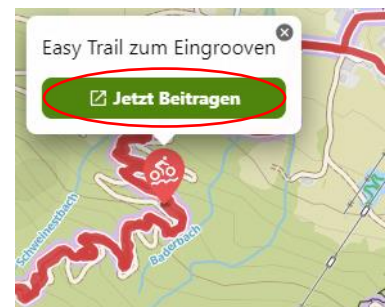 Easy Trail zum Eingrooven
Jetzt Beitragen
Schweinestbach
Baderbach